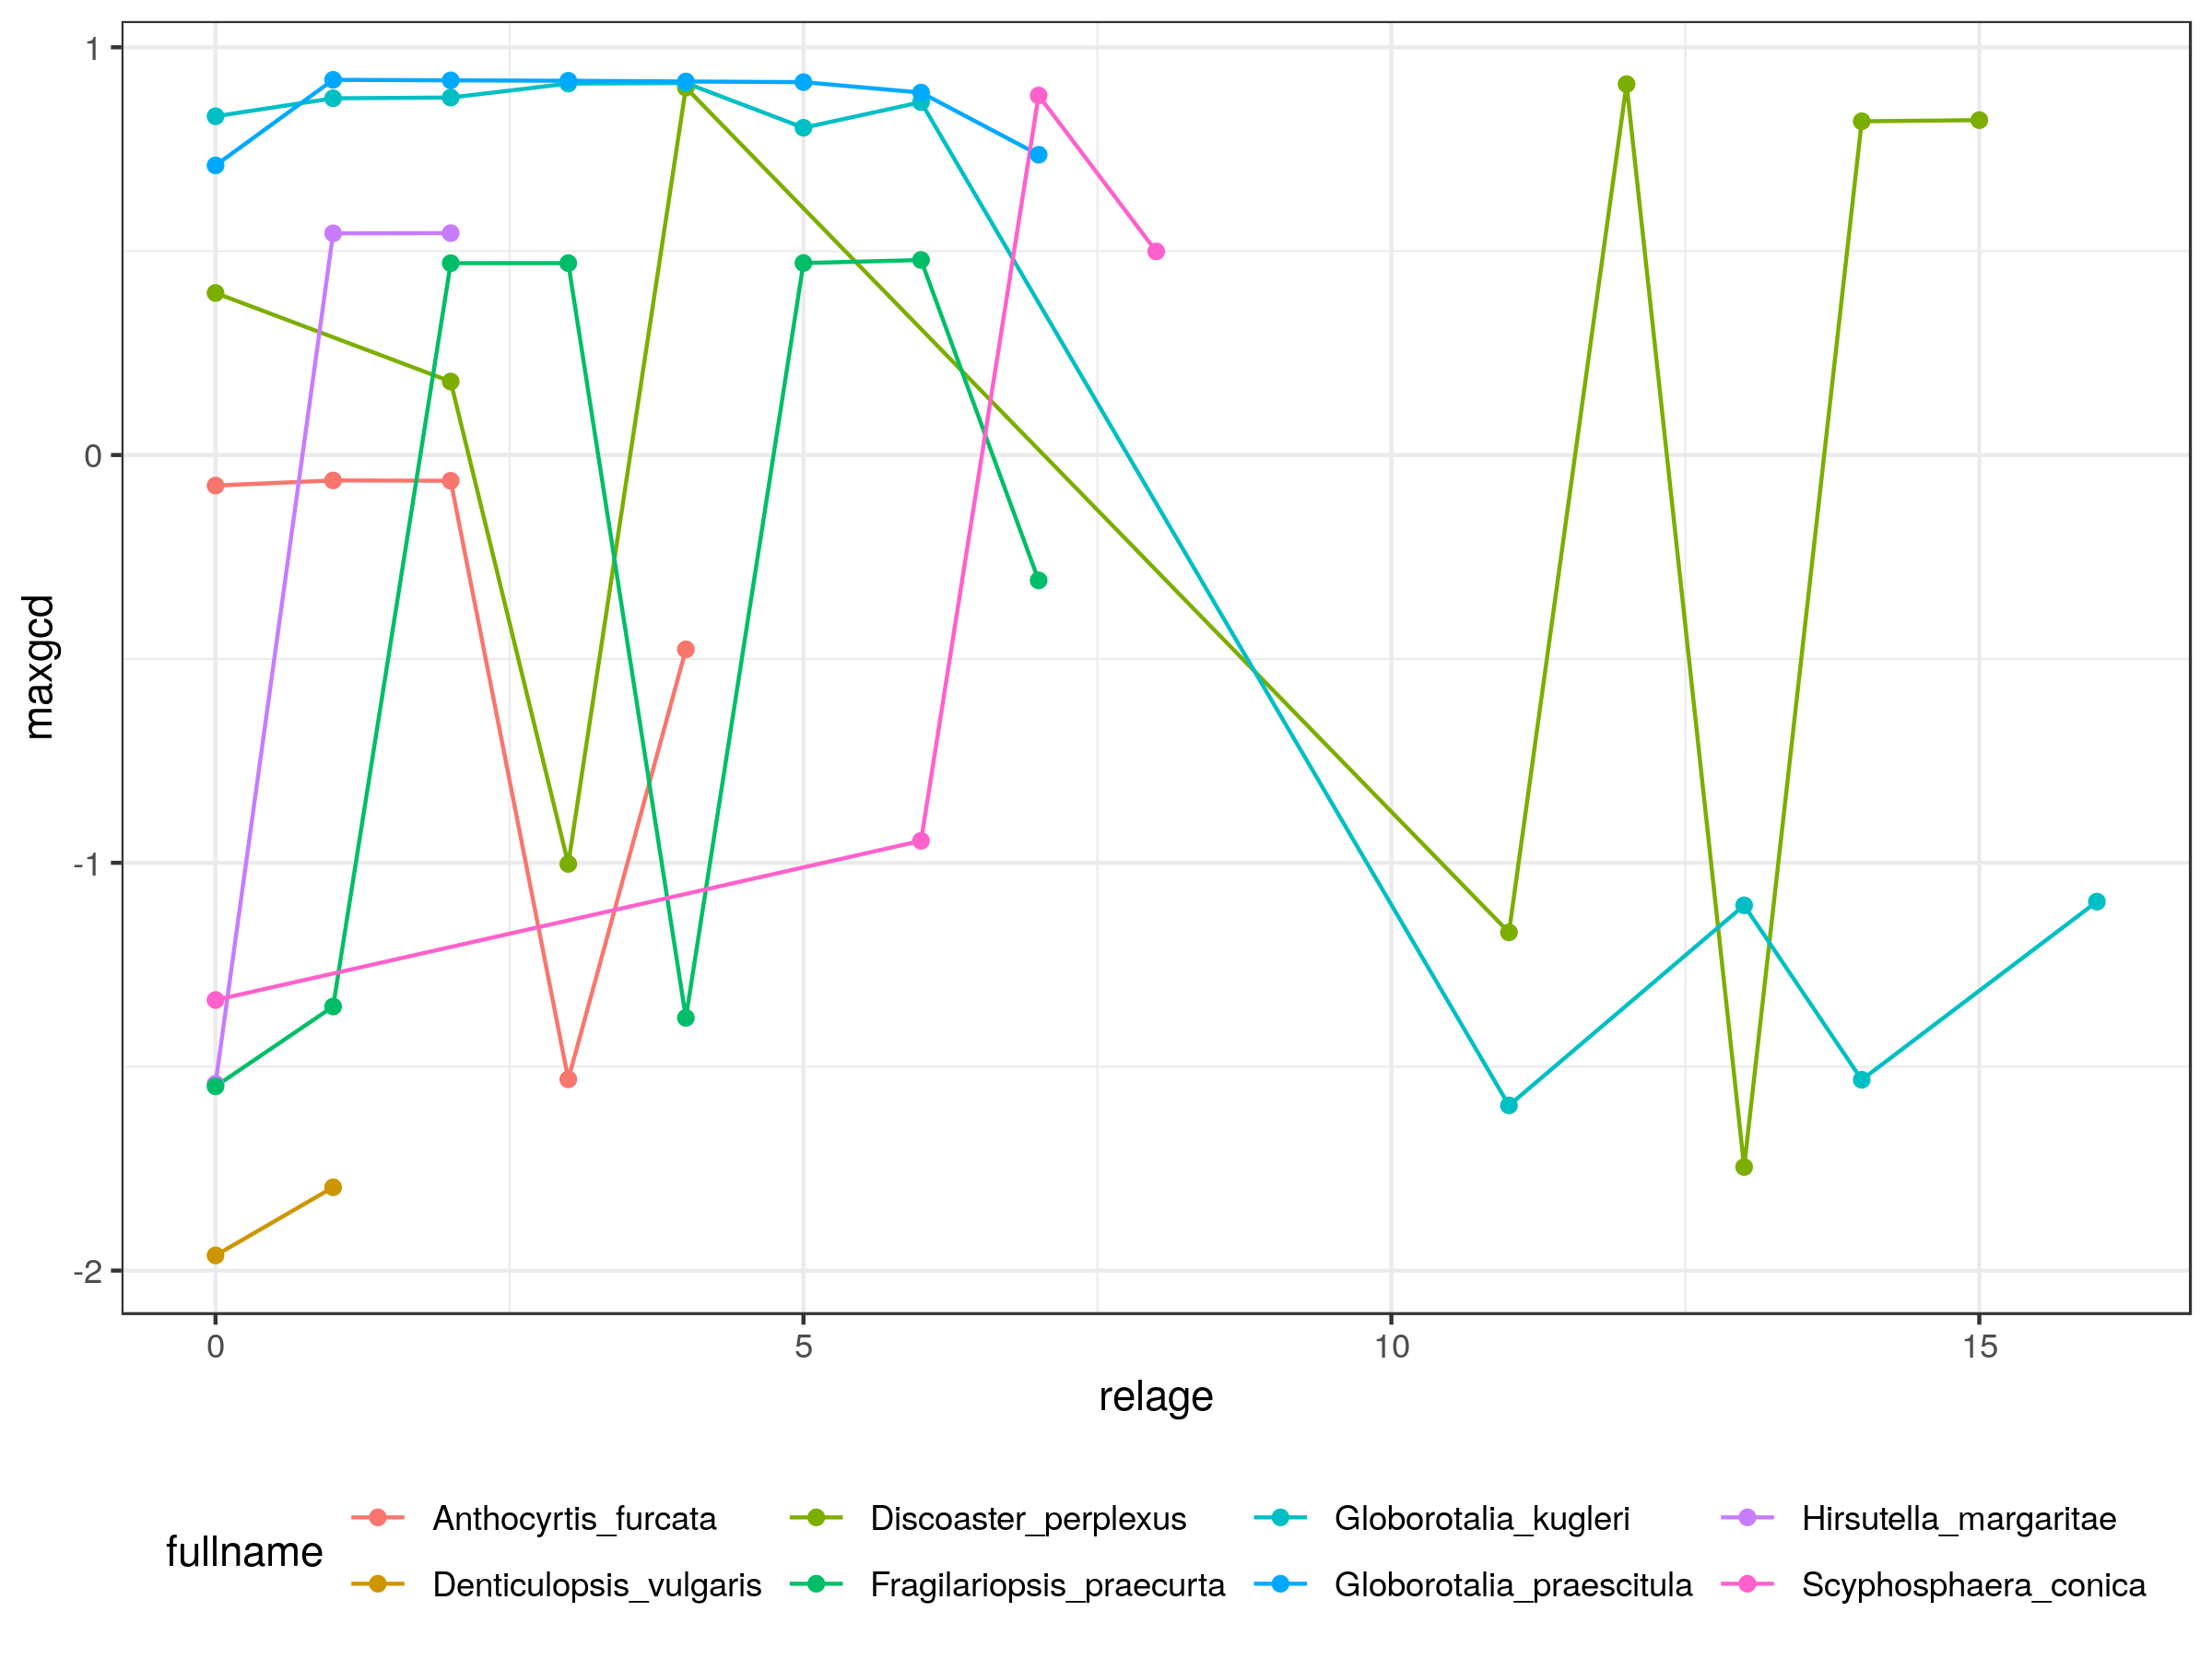 1
0
-1
-2
maxgcd
0 5 10 15
relage
fullname
Anthocyrtis_furcata Discoaster_perplexus Globorotalia_kugleri Hirsutella_margaritae
Denticulopsis_vulgaris Fragilariopsis_praecurta Globorotalia_praescitula Scyphosphaera_conica